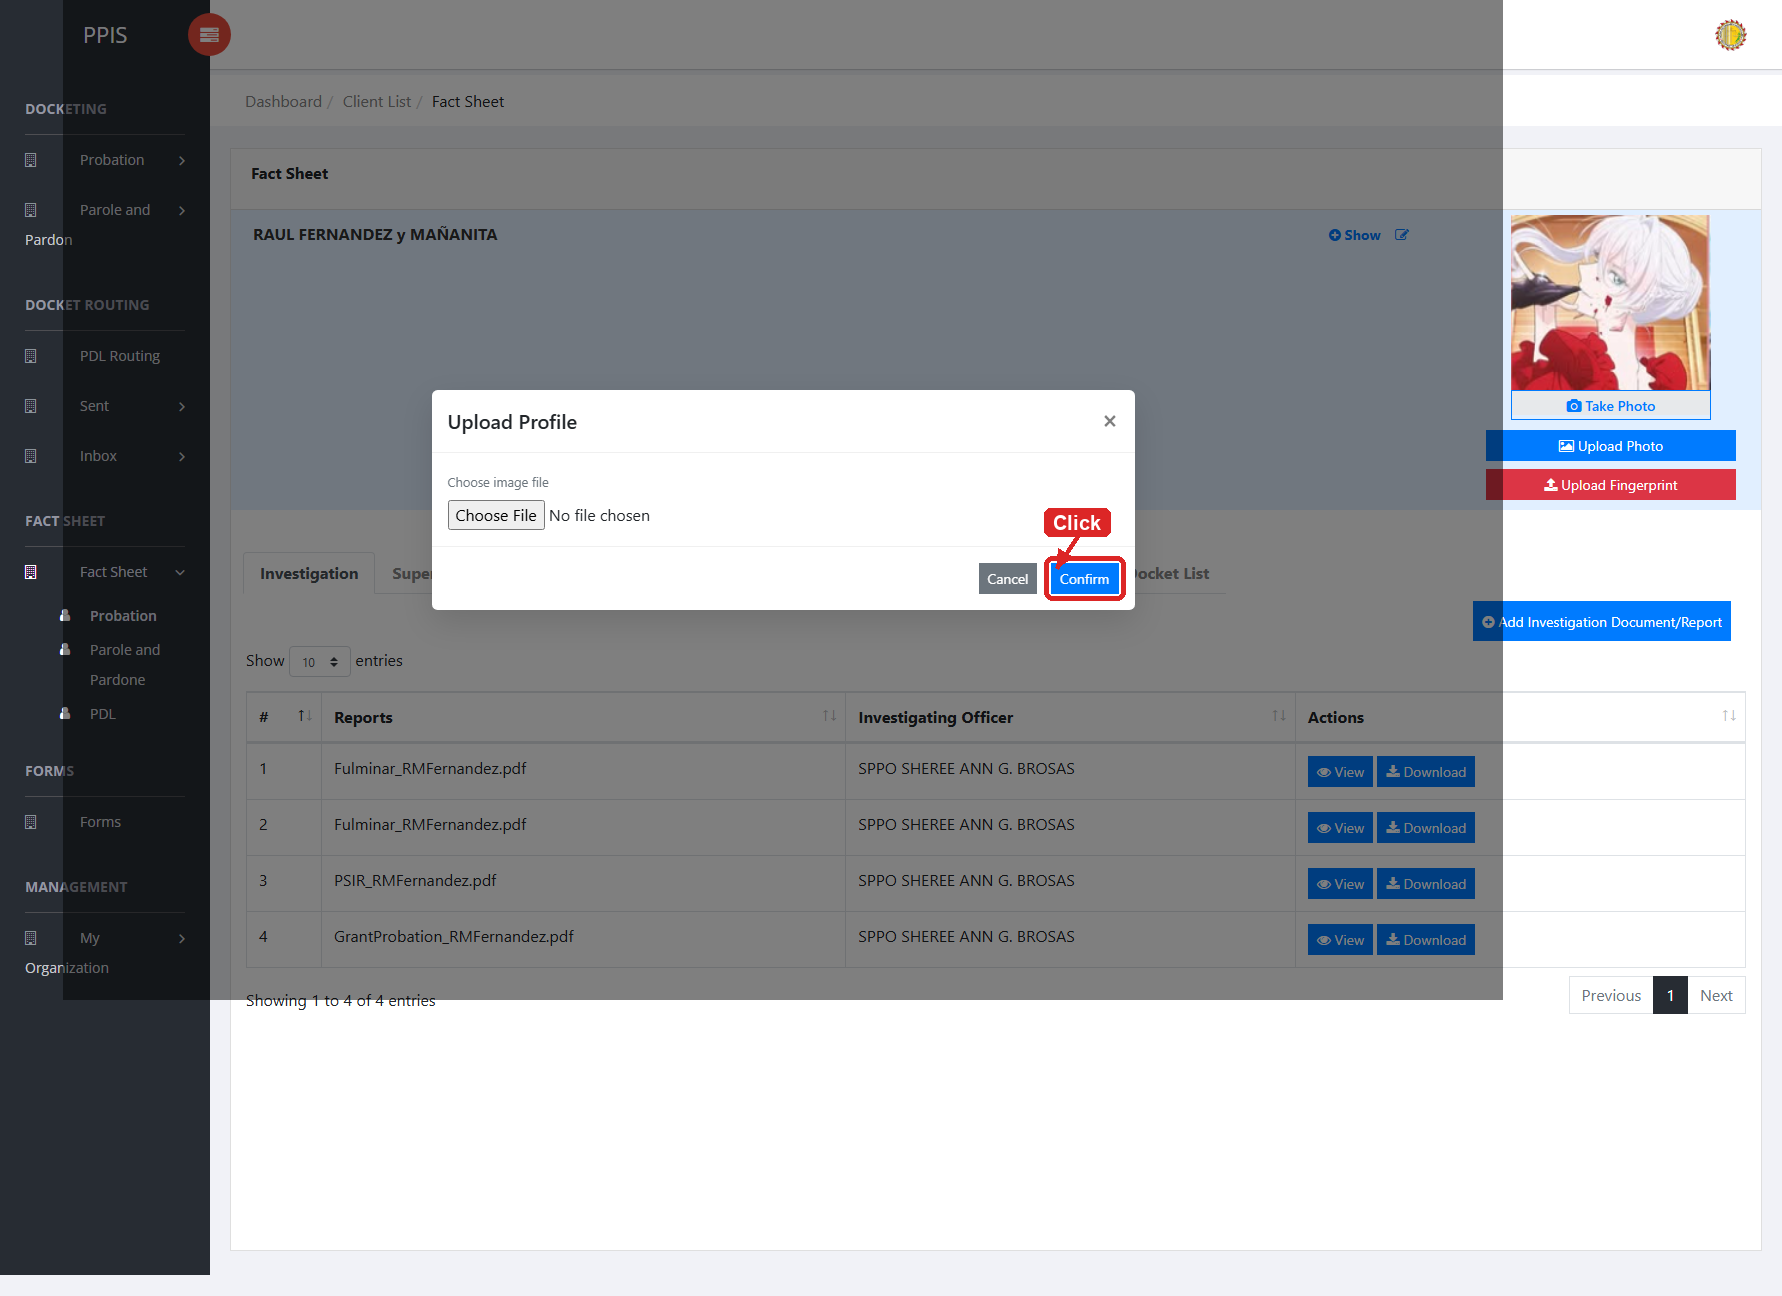 PPIS
Dashboard / Client List / Fact Sheet
DOCKETING
Probation
Parole and
Pardon
DOCKET ROUTING
PDL Routing
Sent
Inbox
FACT SHEET
Fact Sheet
Probation
Parole and
Pardone
PDL
FORMS
Forms
MANAGEMENT
My
Organization
Fact Sheet
RAUL FERNANDEZ y MAÑANITA
Show
Take Photo
Upload Photo
Upload Fingerprint
Upload Profile
×
Choose image file
Choose File No file chosen
Click
Cancel Confirm
Investigation Super ocket List
Add Investigation Document/Report
Show 10 entries
# Reports Investigating Officer Actions
1 Fulminar_RMFernandez.pdf SPPO SHEREE ANN G. BROSAS View Download
2 Fulminar_RMFernandez.pdf SPPO SHEREE ANN G. BROSAS View Download
3 PSIR_RMFernandez.pdf SPPO SHEREE ANN G. BROSAS View Download
4 GrantProbation_RMFernandez.pdf SPPO SHEREE ANN G. BROSAS View Download
Showing 1 to 4 of 4 entries
Previous 1 Next